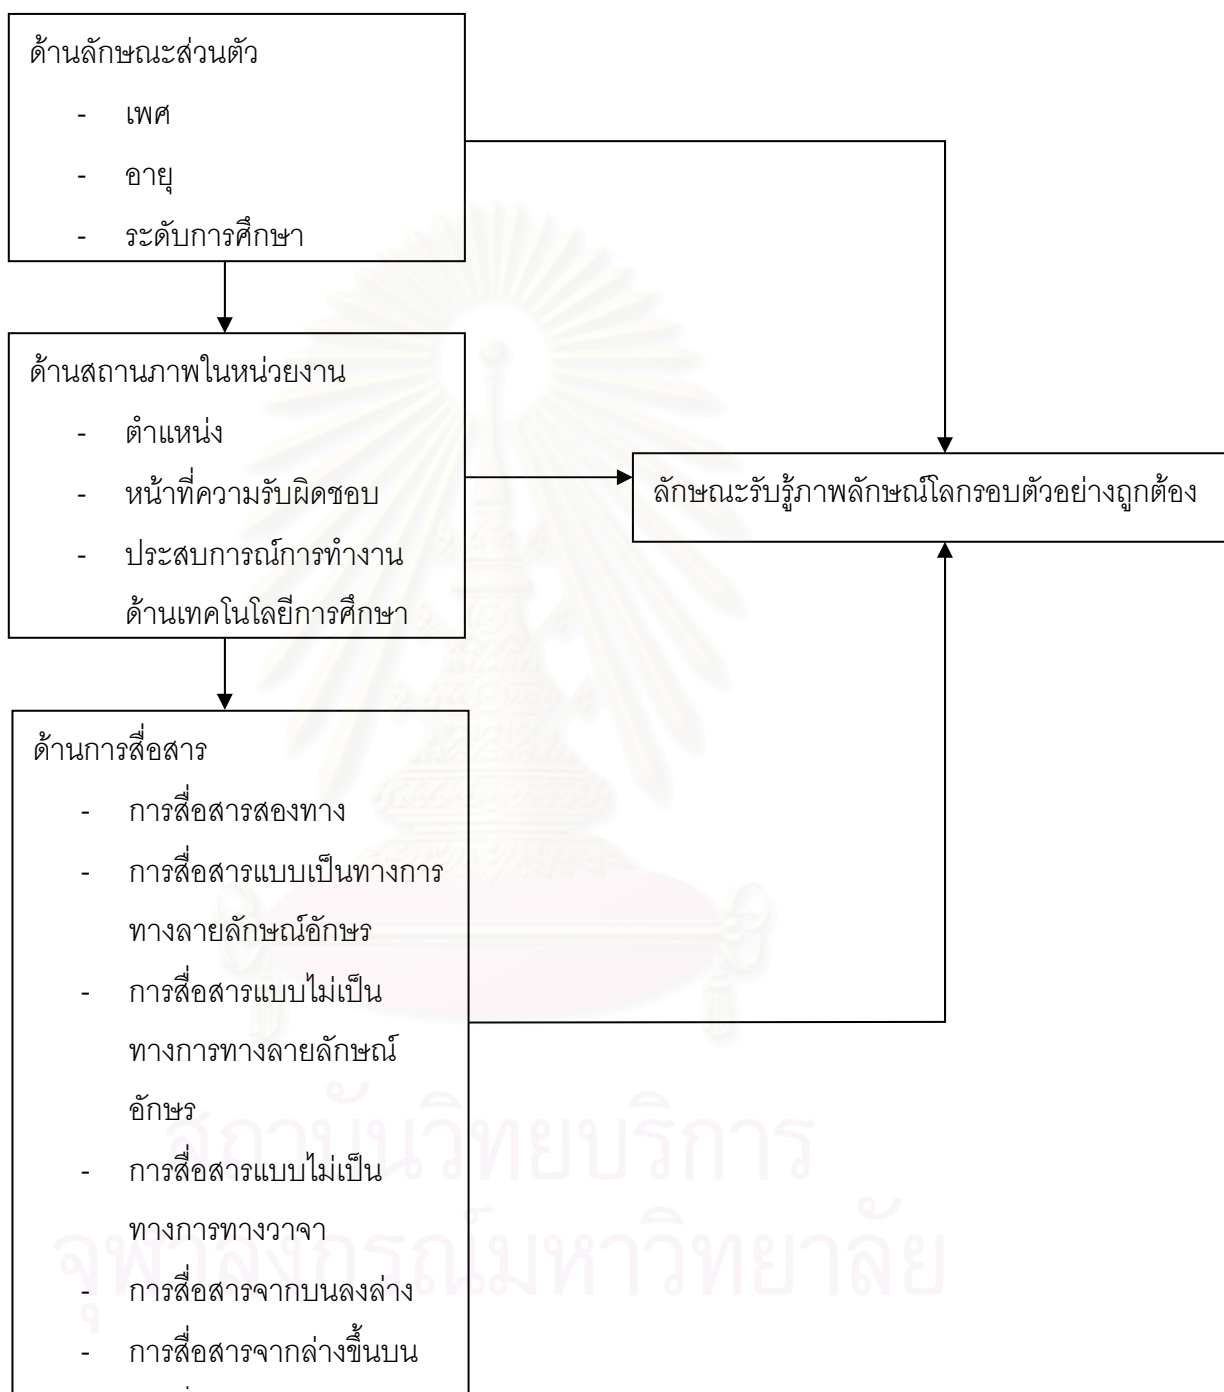 ด้านลักษณะส่วนตัว
- เพศ
- อายุ
- ระดับการศึกษา
ด้านสถานภาพในหน่วยงาน
- ตำแหน่ง
- หน้าที่ความรับผิดชอบ
- ประสบการณ์การทำงาน
ด้านเทคโนโลยีการศึกษา
ลักษณะรับรู้ภาพลักษณ์โลกรอบตัวอย่างถูกต้อง
ด้านการสื่อสาร
- การสื่อสารสองทาง
- การสื่อสารแบบเป็นทางการ
ทางลายลักษณ์อักษร
- การสื่อสารแบบไม่เป็น
ทางการทางลายลักษณ์
อักษร
- การสื่อสารแบบไม่เป็น
ทางการทางวาจา
- การสื่อสารจากบนลงล่าง
- การสื่อสารจากล่างขึ้นบน
สถาบันวิทยบริการ
จุฬาลงกรณ์มหาวิทยาลัย